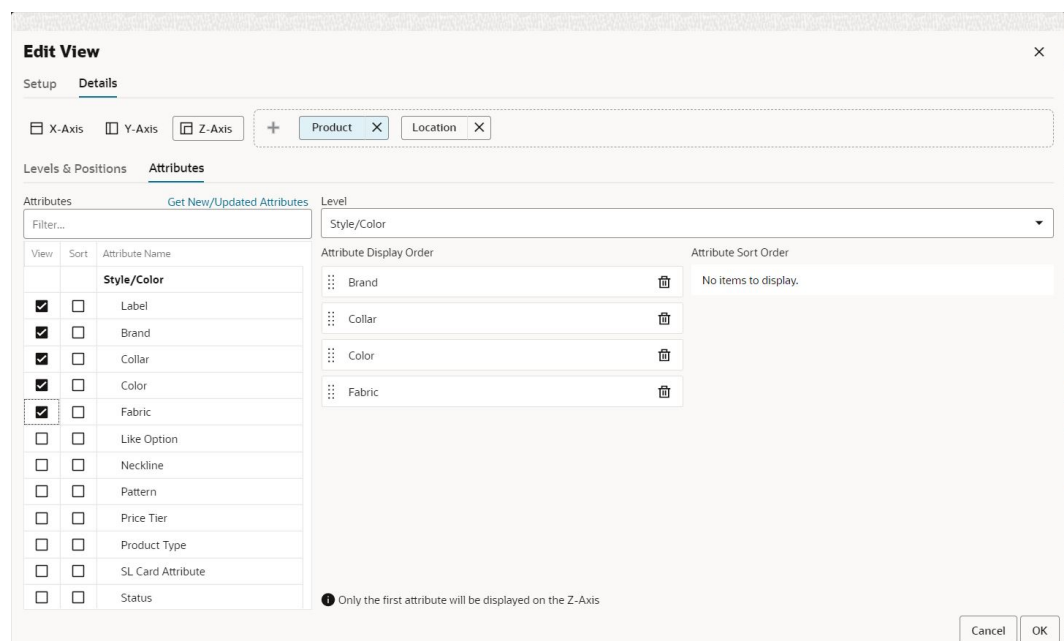 Edit View
Setup Details
X-Axis Y-Axis Z-Axis Product Location
Levels & Positions Attributes
Attributes Get New/Updated Attributes
Filter...
View Sort Attribute Name
Style/Color
Label
Brand
Collar
Color
Fabric
Like Option
Neckline
Pattern
Price Tier
Product Type
SL Card Attribute
Status
Level
Style/Color
Attribute Display Order
Brand
Collar
Color
Fabric
Attribute Sort Order
No items to display.
Only the first attribute will be displayed on the Z-Axis
Cancel OK